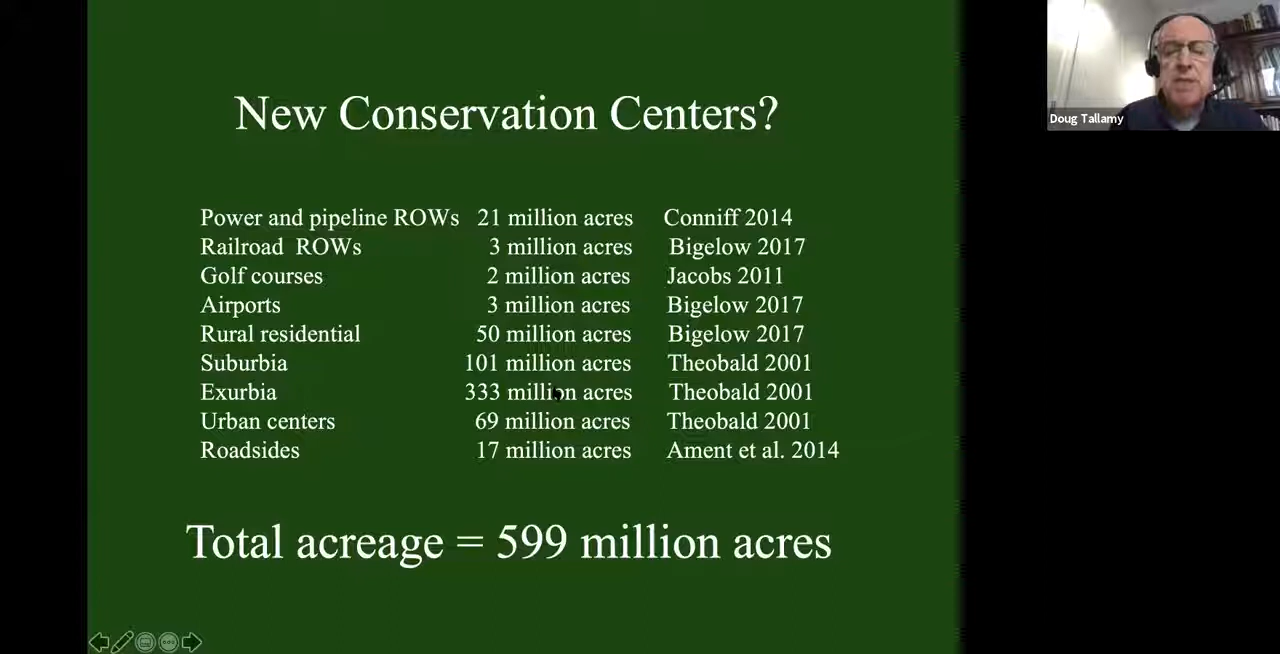 New Conservation Centers?
Power and pipeline ROWs 21 million acres Conniff 2014
Railroad ROWs 3 million acres Bigelow 2017
Golf courses 2 million acres Jacobs 2011
Airports 3 million acres Bigelow 2017
Rural residential 50 million acres Bigelow 2017
Suburbia 101 million acres Theobald 2001
Exurbia 333 million acres Theobald 2001
Urban centers 69 million acres Theobald 2001
Roadsides 17 million acres Ament et al. 2014
Total acreage = 599 million acres
Doug Tallamy